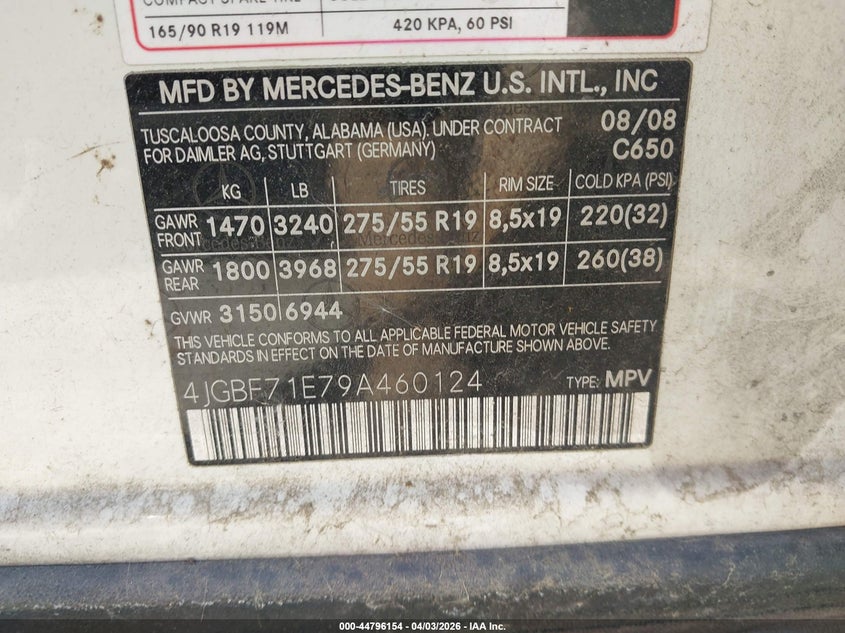 COMPACT SPARE TIRE
165/90 R19 119M 420 KPA, 60 PSI
MFD BY MERCEDES-BENZ U.S. INTL., INC
TUSCALOOSA COUNTY, ALABAMA (USA). UNDER CONTRACT 08/08
FOR DAIMLER AG, STUTTGART (GERMANY) C650
KG LB TIRES RIM SIZE COLD KPA (PSI)
GAWR FRONT 1470 3240 275/55 R19 8,5x19 220(32)
GAWR REAR 1800 3968 275/55 R19 8,5x19 260(38)
GVWR 3150 6944
THIS VEHICLE CONFORMS TO ALL APPLICABLE FEDERAL MOTOR VEHICLE SAFETY
STANDARDS IN EFFECT ON THE DATE OF MANUFACTURE SHOWN ABOVE.
4JGBF71E79A460124 TYPE: MPV
000-44796154 - 04/03/2026 - IAA Inc.